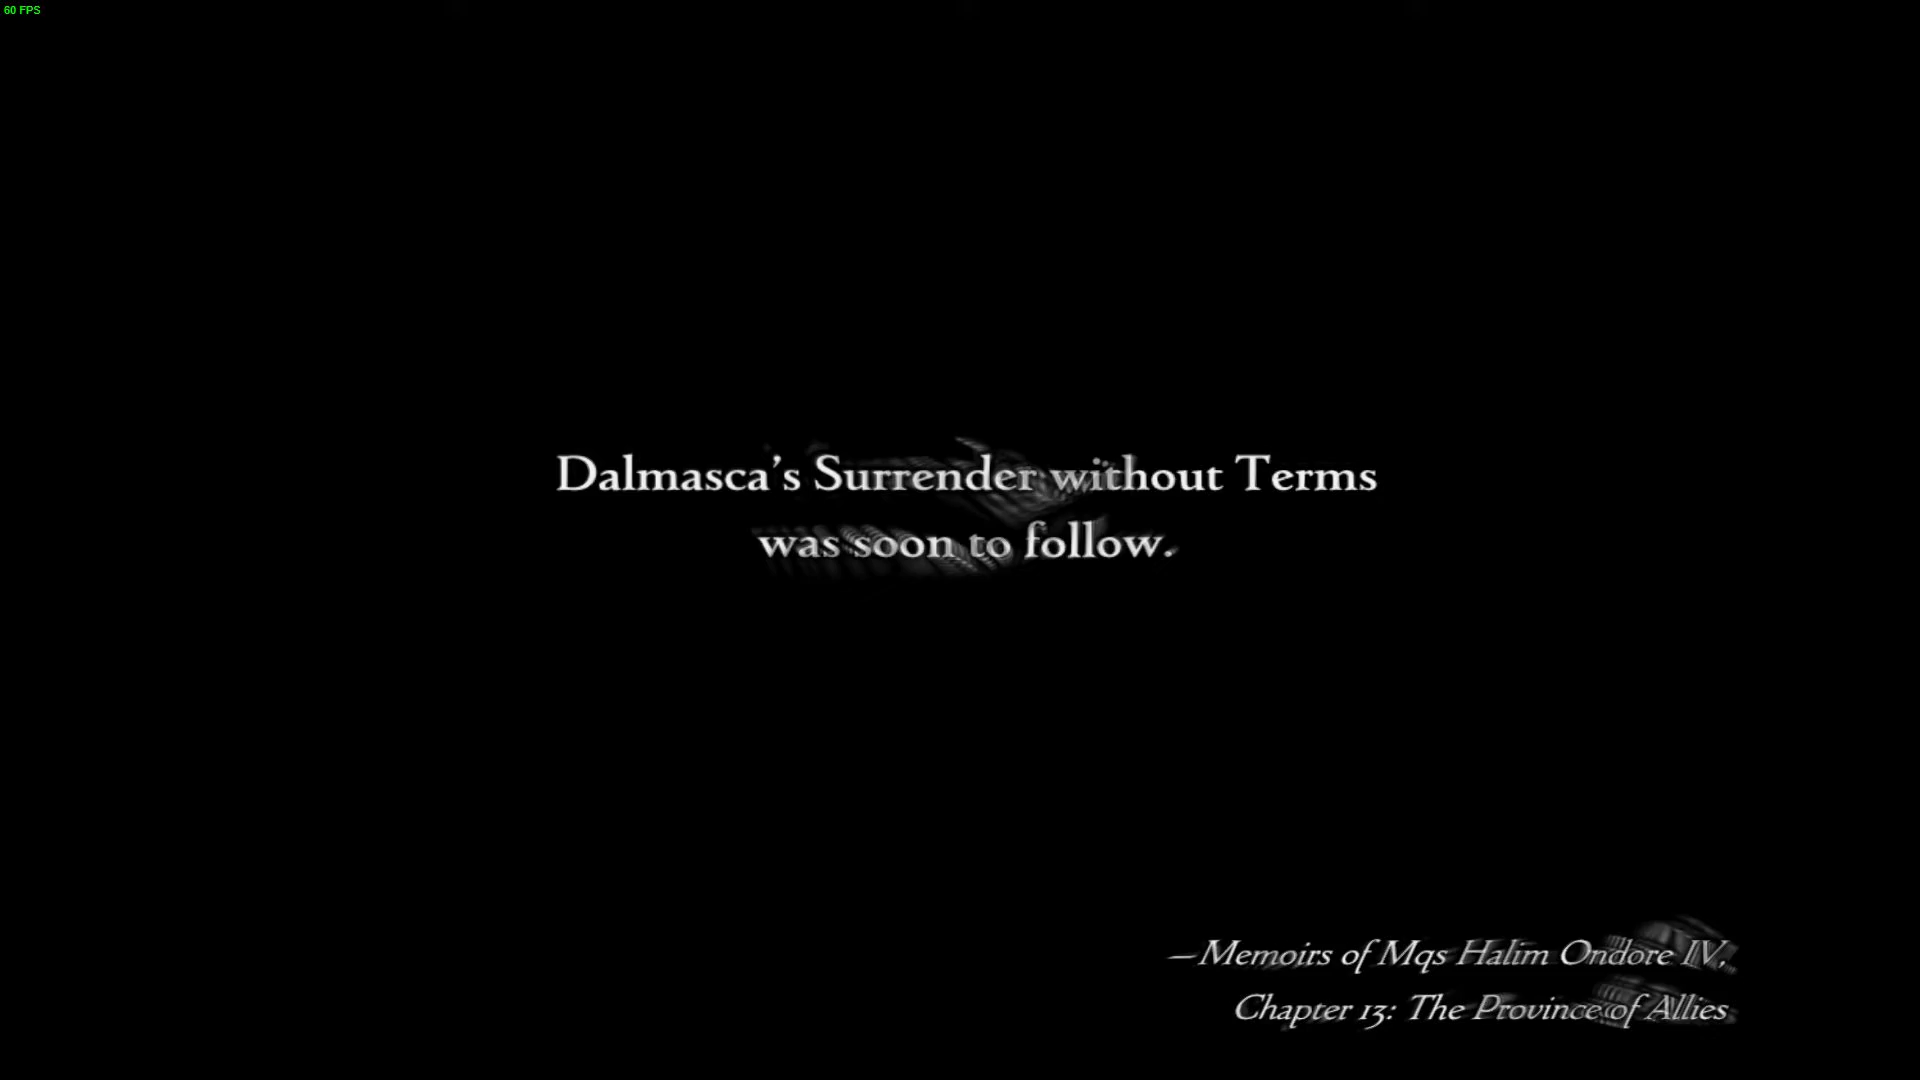 60 FPS
Dalmasca’s Surrender without Terms
was soon to follow.
—Memoirs of Mqs Halim Ondore IV,
Chapter 13: The Province of Allies